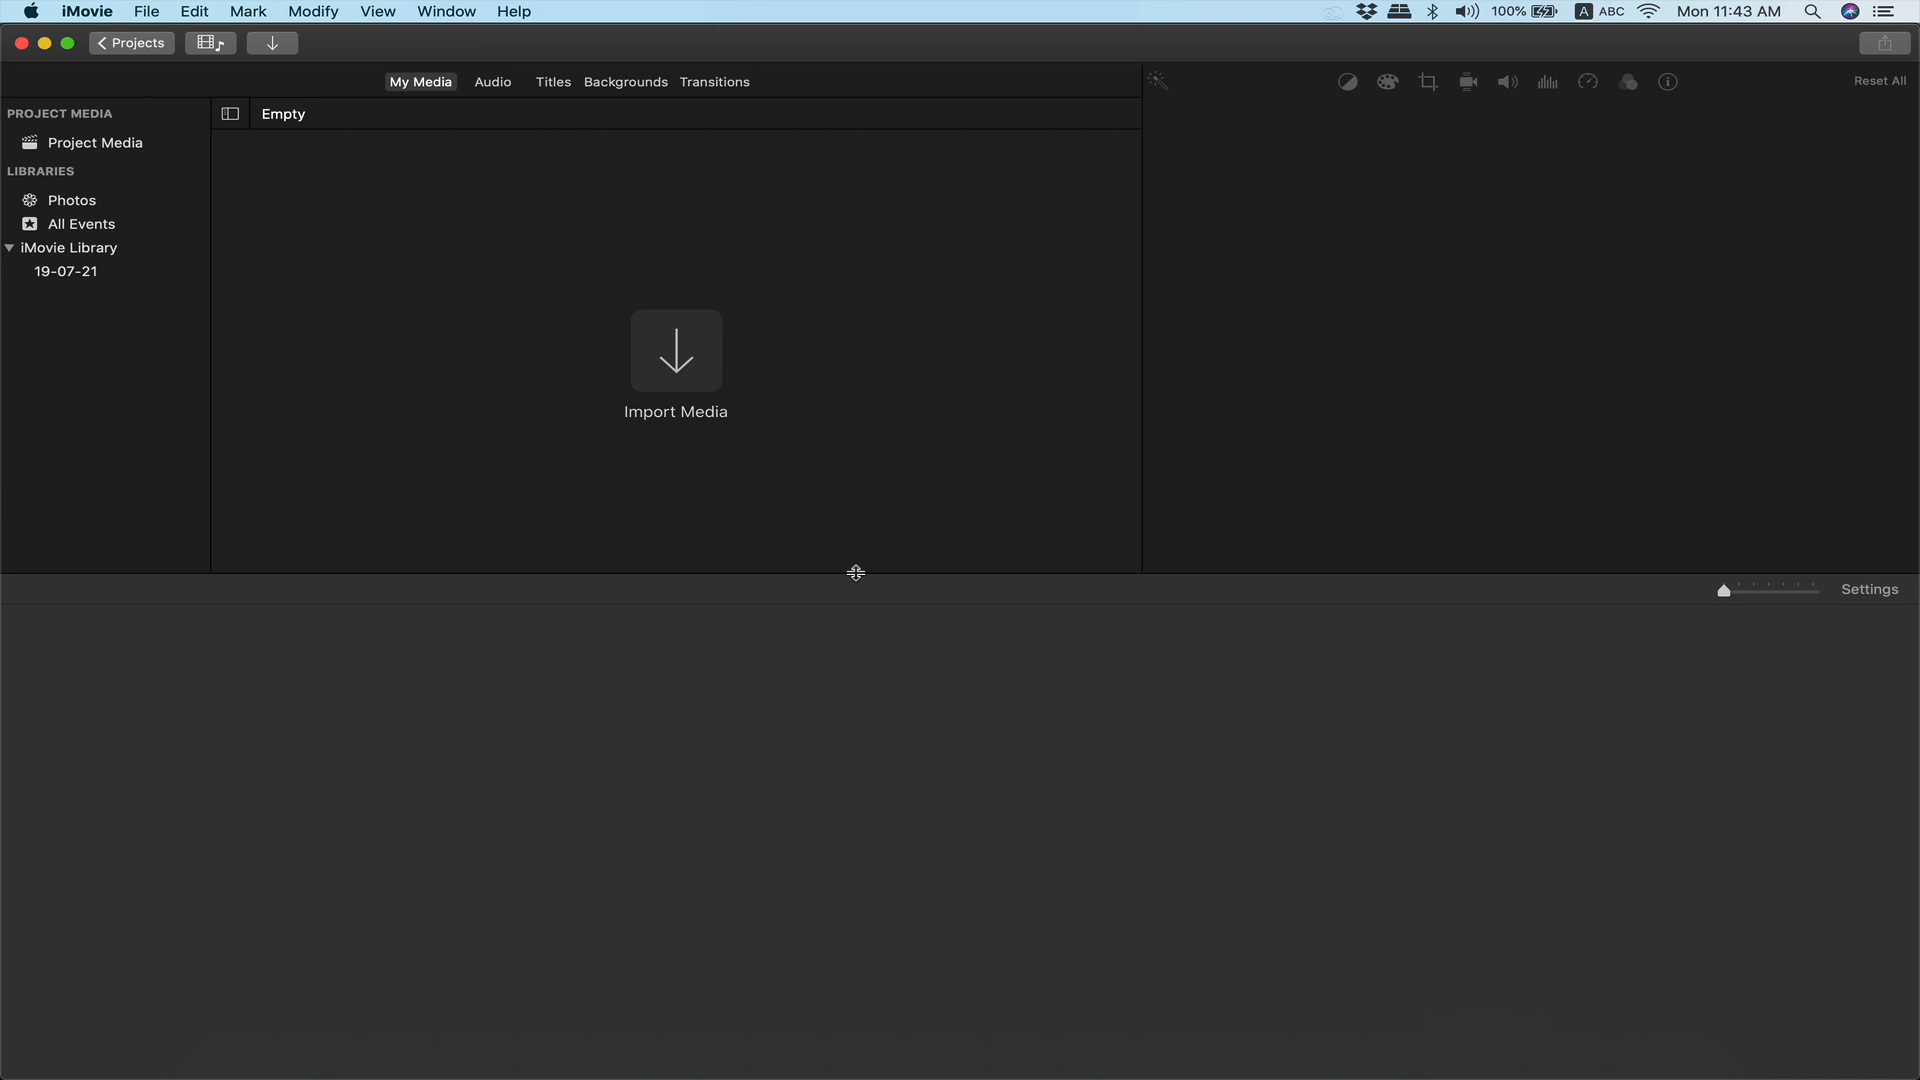 iMovie File Edit Mark Modify View Window Help 100% A ABC Mon 11:43 AM
Projects
My Media Audio Titles Backgrounds Transitions Reset All
PROJECT MEDIA
Empty
Project Media
LIBRARIES
Photos
All Events
iMovie Library
19-07-21
Import Media
Settings